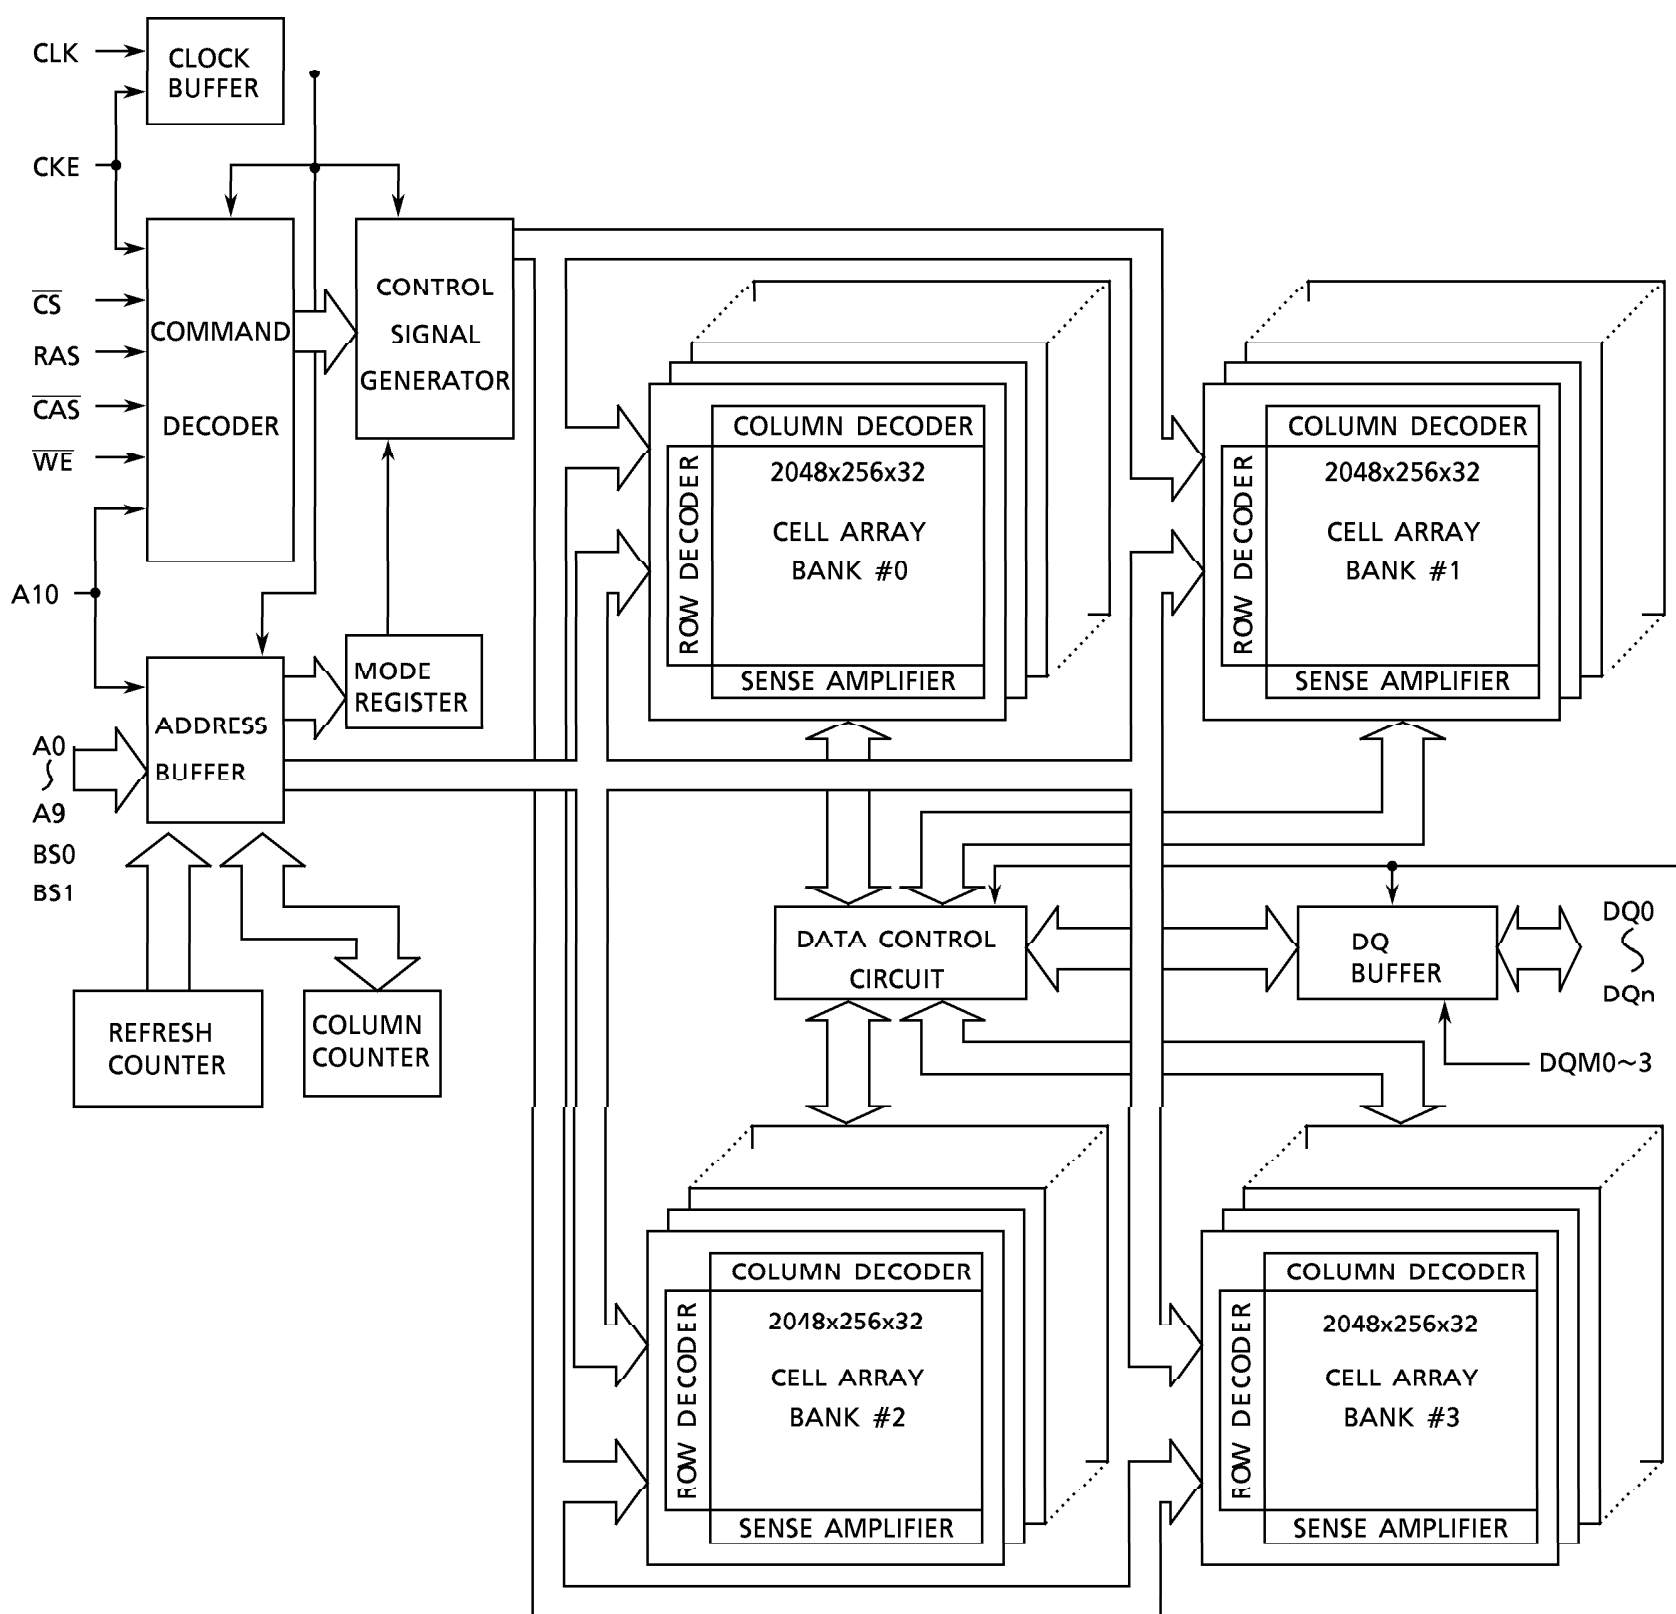 CLK
CLOCK
BUFFER
CKE
C̅S̅
RAS
C̅A̅S̅
W̅E̅
COMMAND
DECODER
CONTROL
SIGNAL
GENERATOR
A10
MODE
REGISTER
ADDRESS
BUFFER
A0
A9
BS0
BS1
REFRESH
COUNTER
COLUMN
COUNTER
COLUMN DECODER
ROW DECODER
2048x256x32
CELL ARRAY
BANK #0
SENSE AMPLIFIER
COLUMN DECODER
ROW DECODER
2048x256x32
CELL ARRAY
BANK #1
SENSE AMPLIFIER
DATA CONTROL
CIRCUIT
DQ
BUFFER
DQ0
DQn
DQM0~3
COLUMN DECODER
ROW DECODER
2048x256x32
CELL ARRAY
BANK #2
SENSE AMPLIFIER
COLUMN DECODER
ROW DECODER
2048x256x32
CELL ARRAY
BANK #3
SENSE AMPLIFIER